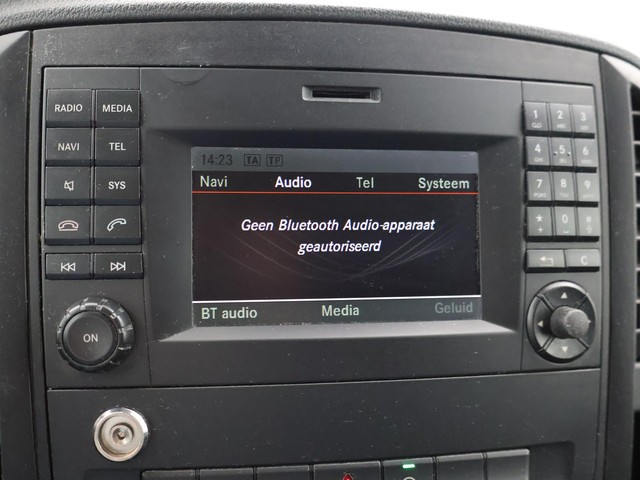 RADIO MEDIA
NAVI TEL
SYS
ON
14:23 TA TP
Navi Audio Tel Systeem
Geen Bluetooth Audio-apparaat
geautoriseerd
BT audio Media Geluid
1 2 3
4 5 6
7 8 9
* 0 #
C